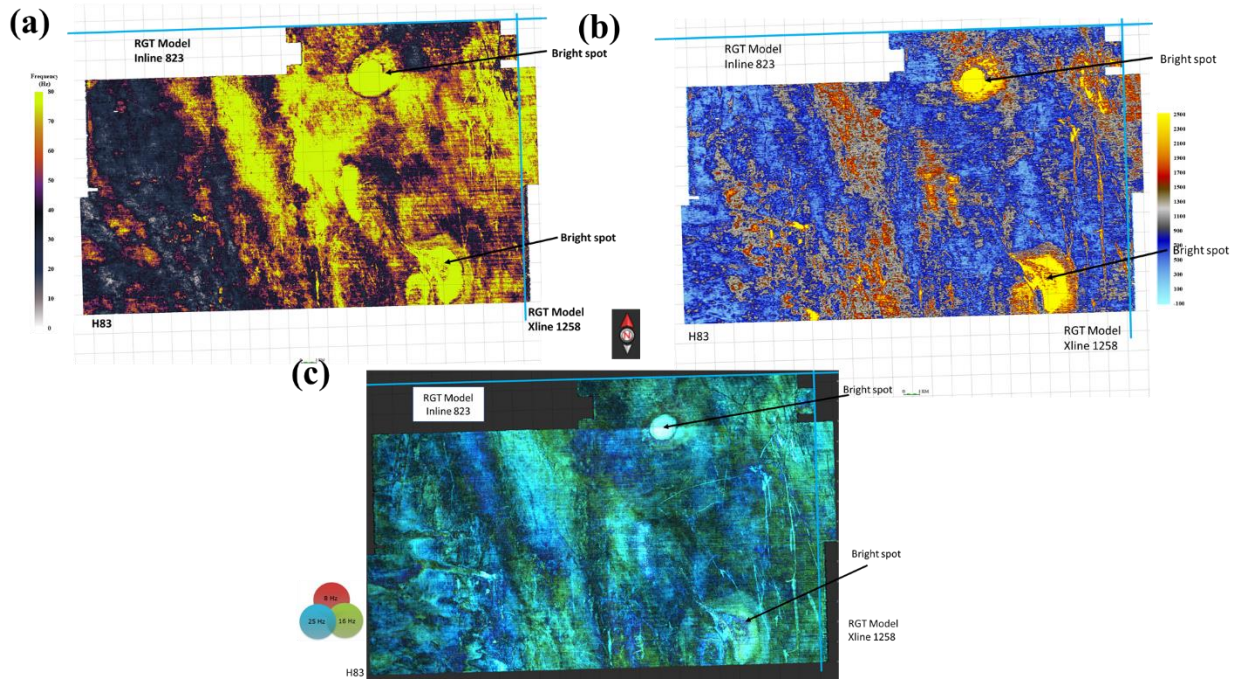 (a)
RGT Model
Inline 823
Bright spot
Frequency
(Hz)
80
70
60
50
40
30
20
10
0
Bright spot
H83
RGT Model
Xline 1258
N
(b)
RGT Model
Inline 823
Bright spot
2300
2100
1900
1700
1500
1300
1100
900
700
500
300
100
-100
Bright spot
H83
RGT Model
Xline 1258
(c)
RGT Model
Inline 823
Bright spot
Bright spot
8 Hz
25 Hz
16 Hz
RGT Model
Xline 1258
H83